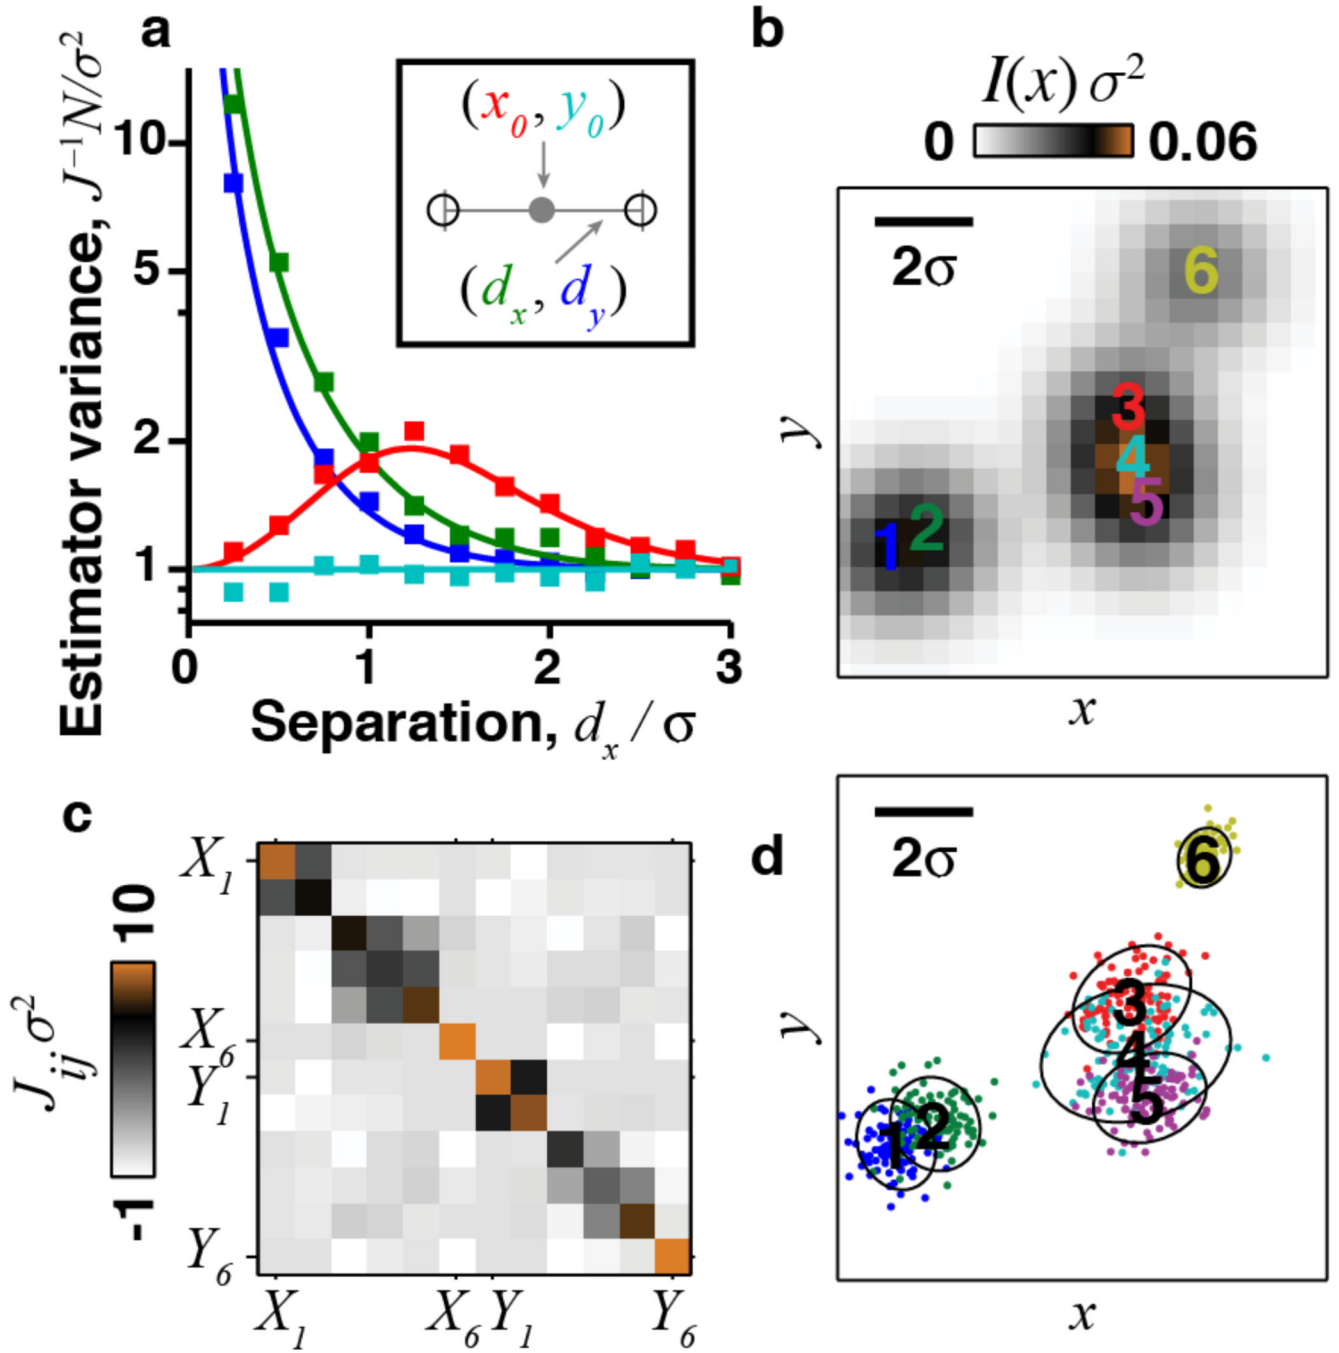 a
Estimator variance, J⁻¹N/σ²
10
5
2
1
0
1
2
3
Separation, dₓ / σ
(x₀, y₀)
(dₓ, d_y)
b
I(x) σ²
0
0.06
2σ
6
3
4
5
2
1
y
x
c
X₁
X₆
Y₁
Y₆
X₁
X₆
Y₁
Y₆
J_ij σ²
10
-1
d
2σ
6
3
4
5
2
1
y
x